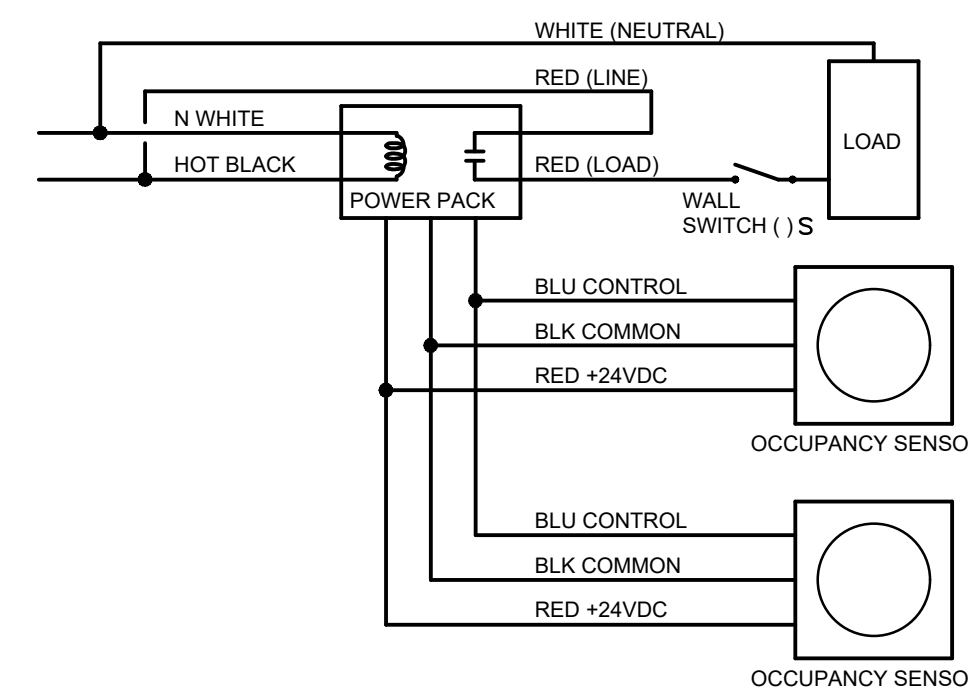 WHITE (NEUTRAL)
RED (LINE)
N WHITE
LOAD
HOT BLACK
RED (LOAD)
POWER PACK
WALL
SWITCH ( ) S
BLU CONTROL
BLK COMMON
RED +24VDC
OCCUPANCY SENSO
BLU CONTROL
BLK COMMON
RED +24VDC
OCCUPANCY SENSO